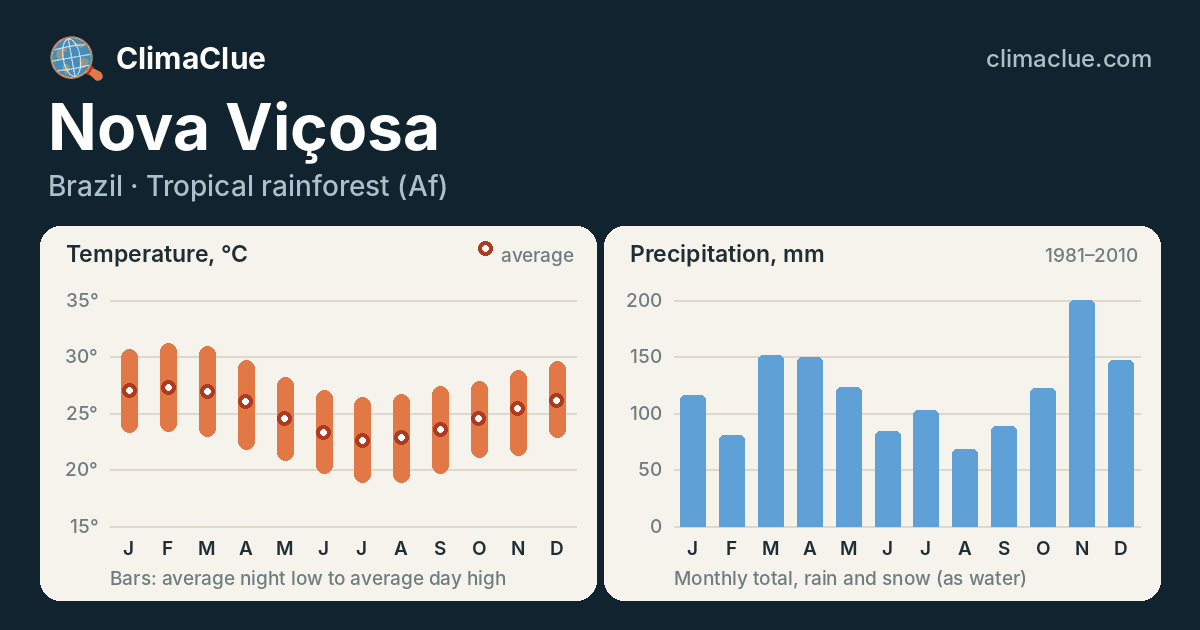 ClimaClue
climaclue.com
Nova Viçosa
Brazil · Tropical rainforest (Af)
Temperature, °C
average
35°
30°
25°
20°
15°
J F M A M J J A S O N D
Bars: average night low to average day high
Precipitation, mm
1981–2010
200
150
100
50
0
J F M A M J J A S O N D
Monthly total, rain and snow (as water)